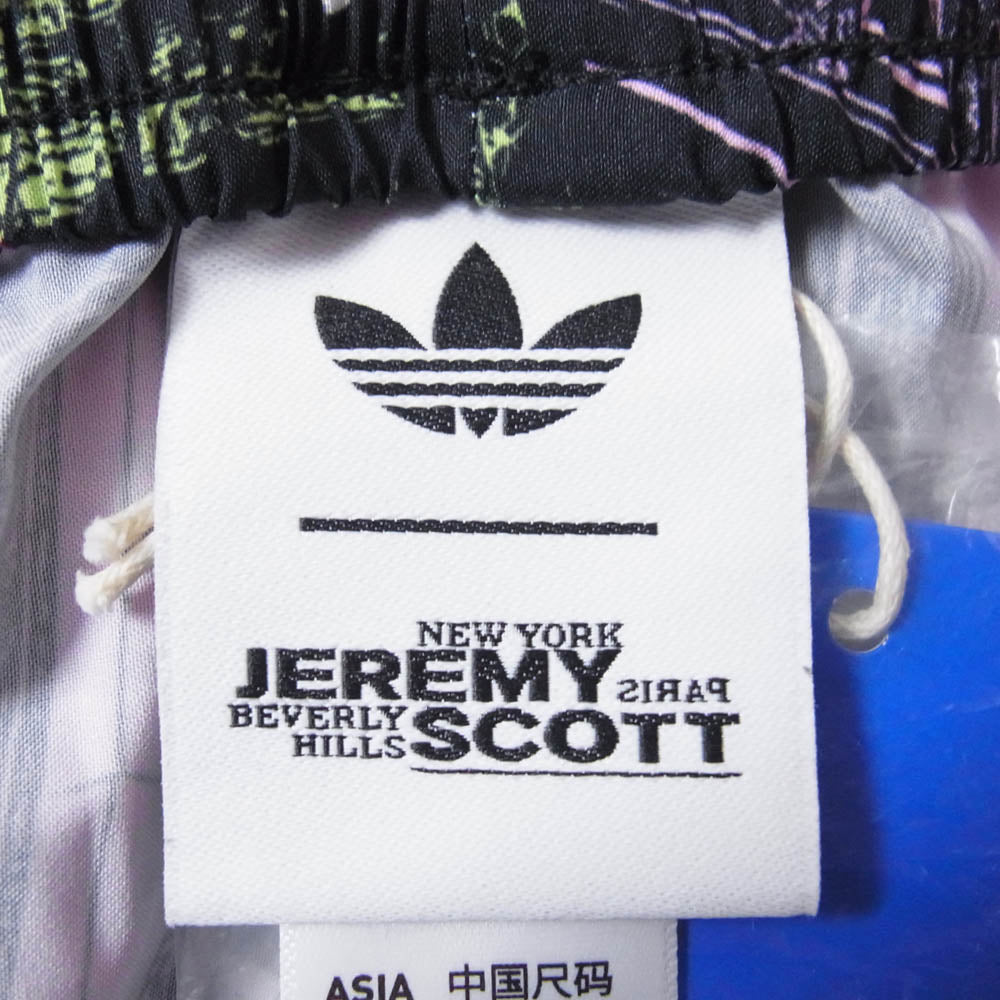 NEW YORK
JEREMY PARIS
BEVERLY HILLS SCOTT
ASIA 中国尺码